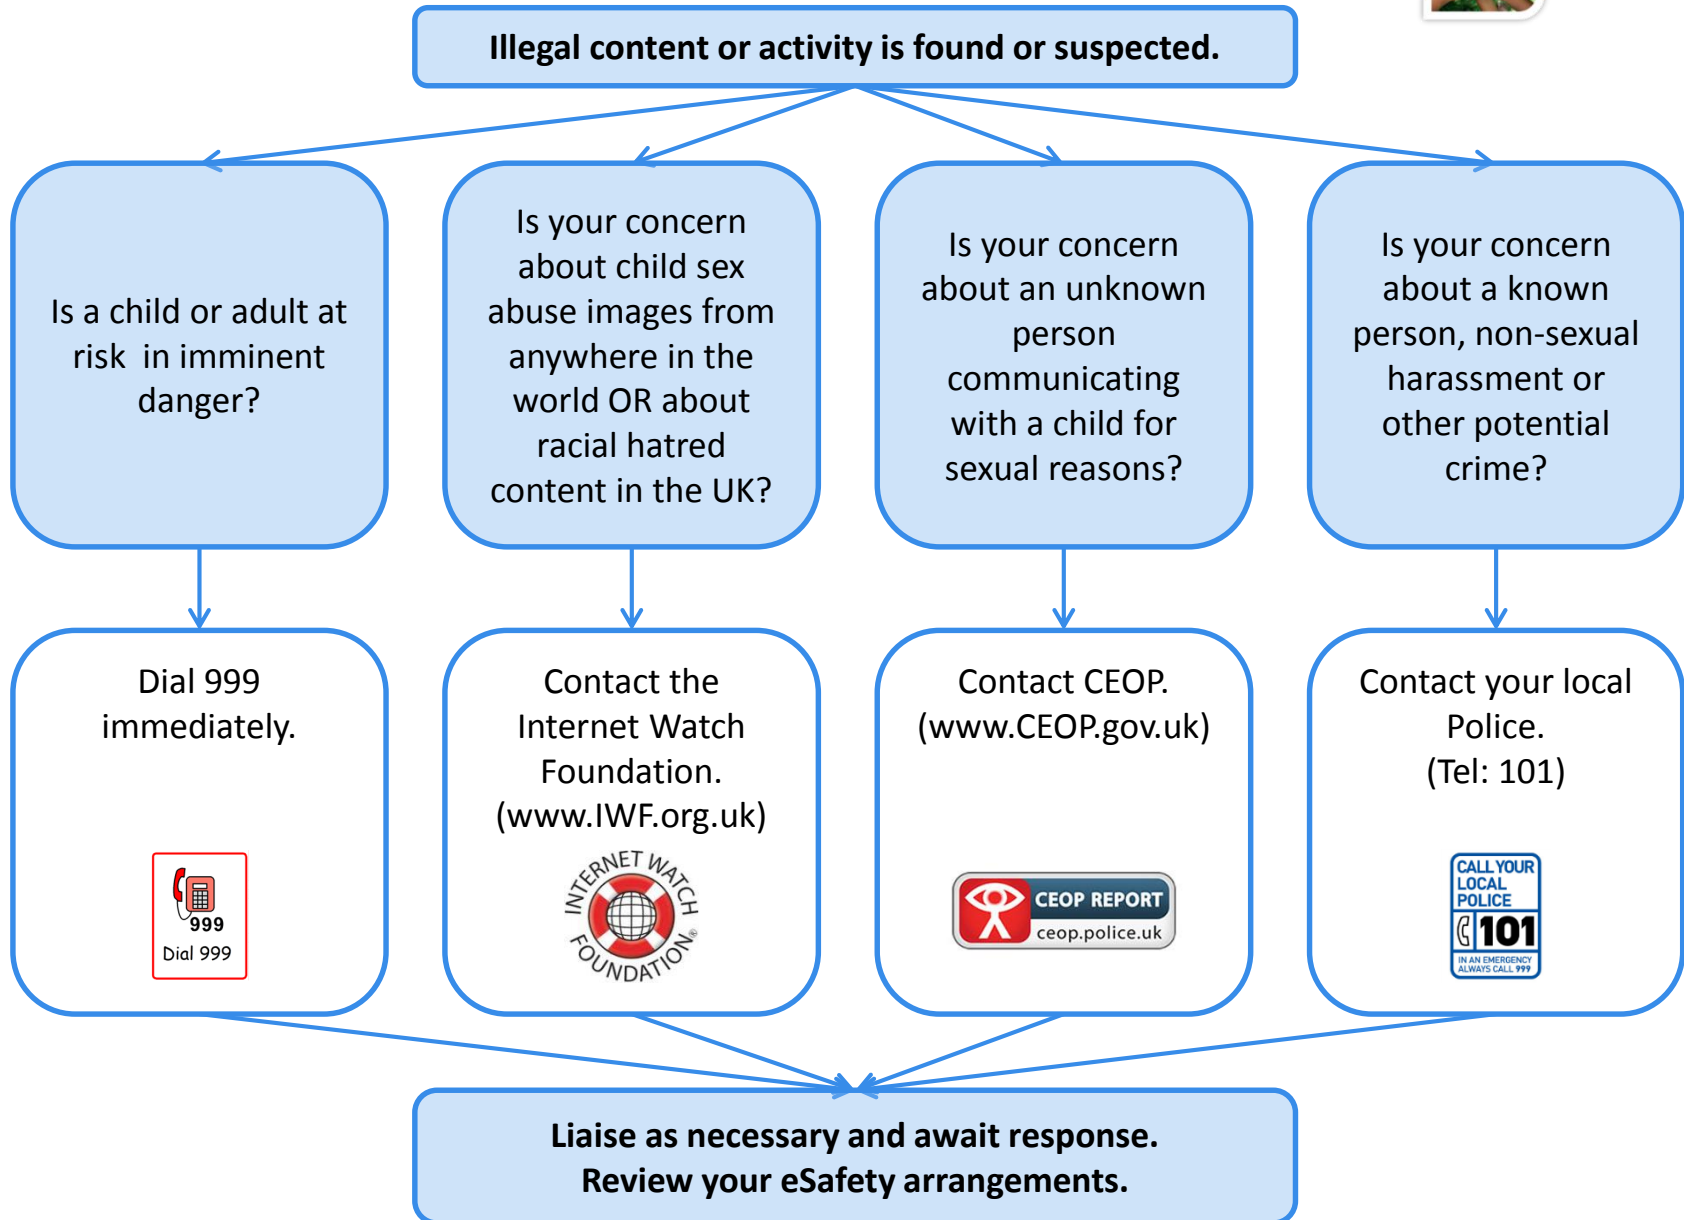 Illegal content or activity is found or suspected.
Is a child or adult at
risk in imminent
danger?
Is your concern
about child sex
abuse images from
anywhere in the
world OR about
racial hatred
content in the UK?
Is your concern
about an unknown
person
communicating
with a child for
sexual reasons?
Is your concern
about a known
person, non-sexual
harassment or
other potential
crime?
Dial 999
immediately.
999
Dial 999
Contact the
Internet Watch
Foundation.
(www.IWF.org.uk)
INTERNET WATCH
FOUNDATION®
Contact CEOP.
(www.CEOP.gov.uk)
CEOP REPORT
ceop.police.uk
Contact your local
Police.
(Tel: 101)
CALL YOUR
LOCAL
POLICE
101
IN AN EMERGENCY
ALWAYS CALL 999
Liaise as necessary and await response.
Review your eSafety arrangements.